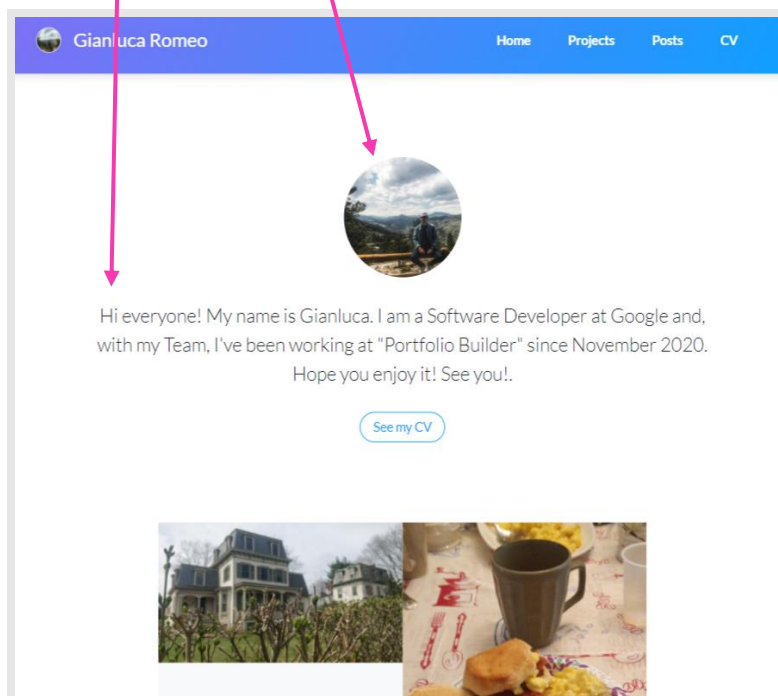 Gianluca Romeo
Home Projects Posts CV
Hi everyone! My name is Gianluca. I am a Software Developer at Google and,
with my Team, I've been working at "Portfolio Builder" since November 2020.
Hope you enjoy it! See you!.
See my CV